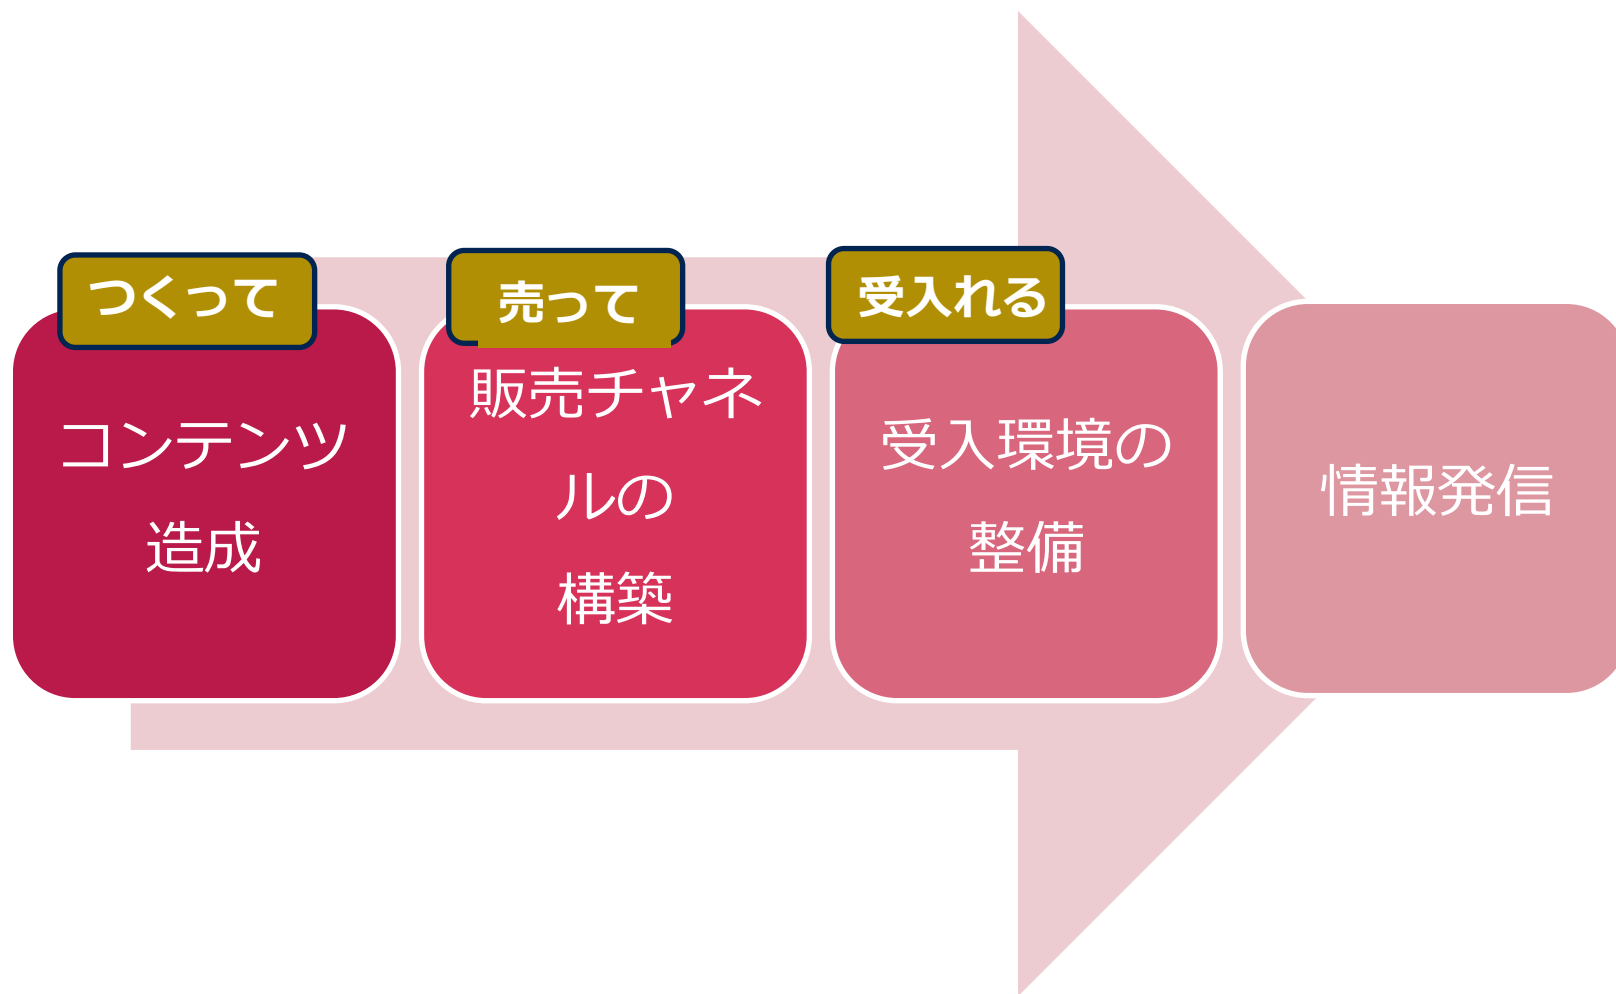 つくって
コンテンツ
造成
売って
販売チャネ
ルの
構築
受入れる
受入環境の
整備
情報発信